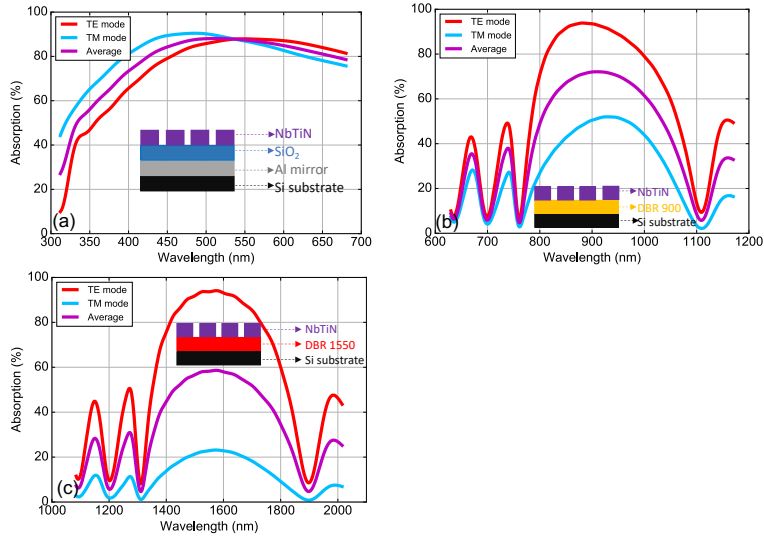 100
80
60
40
20
0
Absorption (%)
TE mode
TM mode
Average
NbTiN
SiO₂
Al mirror
Si substrate
(a)
300 350 400 450 500 550 600 650 700
Wavelength (nm)
100
80
60
40
20
0
Absorption (%)
TE mode
TM mode
Average
NbTiN
DBR 900
Si substrate
(b)
600 700 800 900 1000 1100 1200
Wavelength (nm)
100
80
60
40
20
0
Absorption (%)
TE mode
TM mode
Average
NbTiN
DBR 1550
Si substrate
(c)
1000 1200 1400 1600 1800 2000
Wavelength (nm)